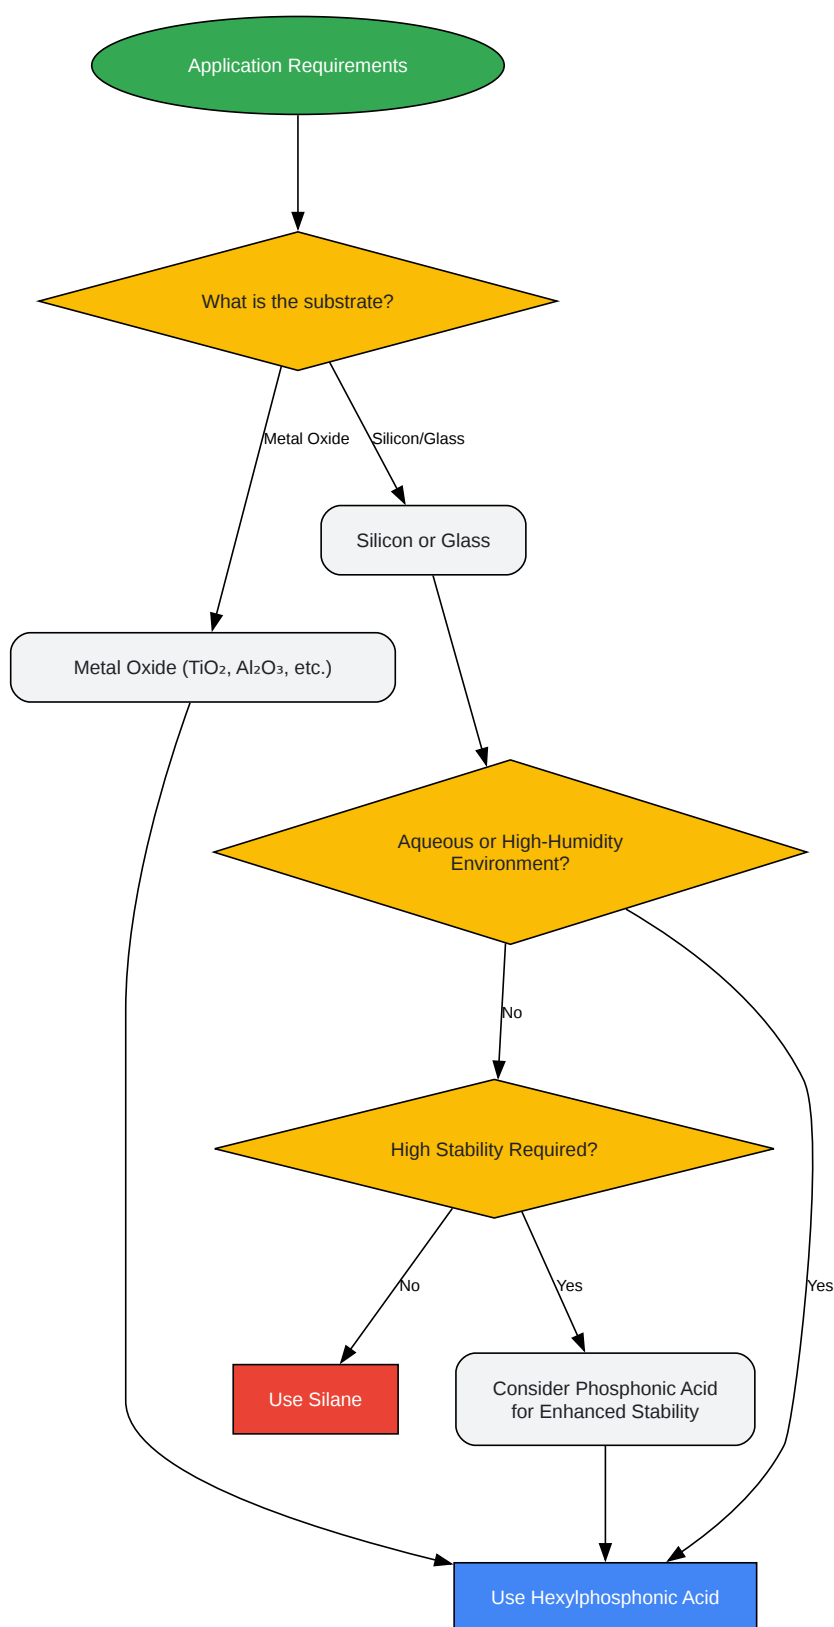 Application Requirements
What is the substrate?
Metal Oxide
Silicon/Glass
Silicon or Glass
Metal Oxide (TiO₂, Al₂O₃, etc.)
Aqueous or High-Humidity
Environment?
No
High Stability Required?
No
Yes
Yes
Use Silane
Consider Phosphonic Acid
for Enhanced Stability
Use Hexylphosphonic Acid